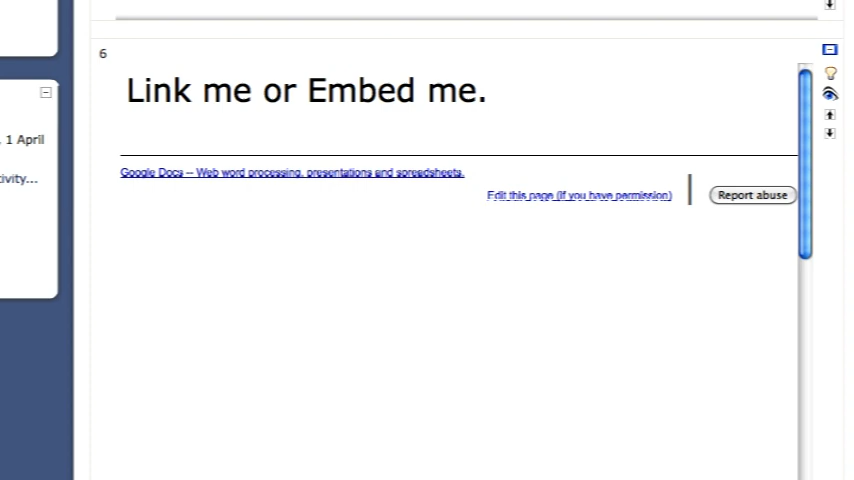 6
Link me or Embed me.
, 1 April
Google Docs -- Web word processing, presentations and spreadsheets.
tivity...
Edit this page (if you have permission)
Report abuse